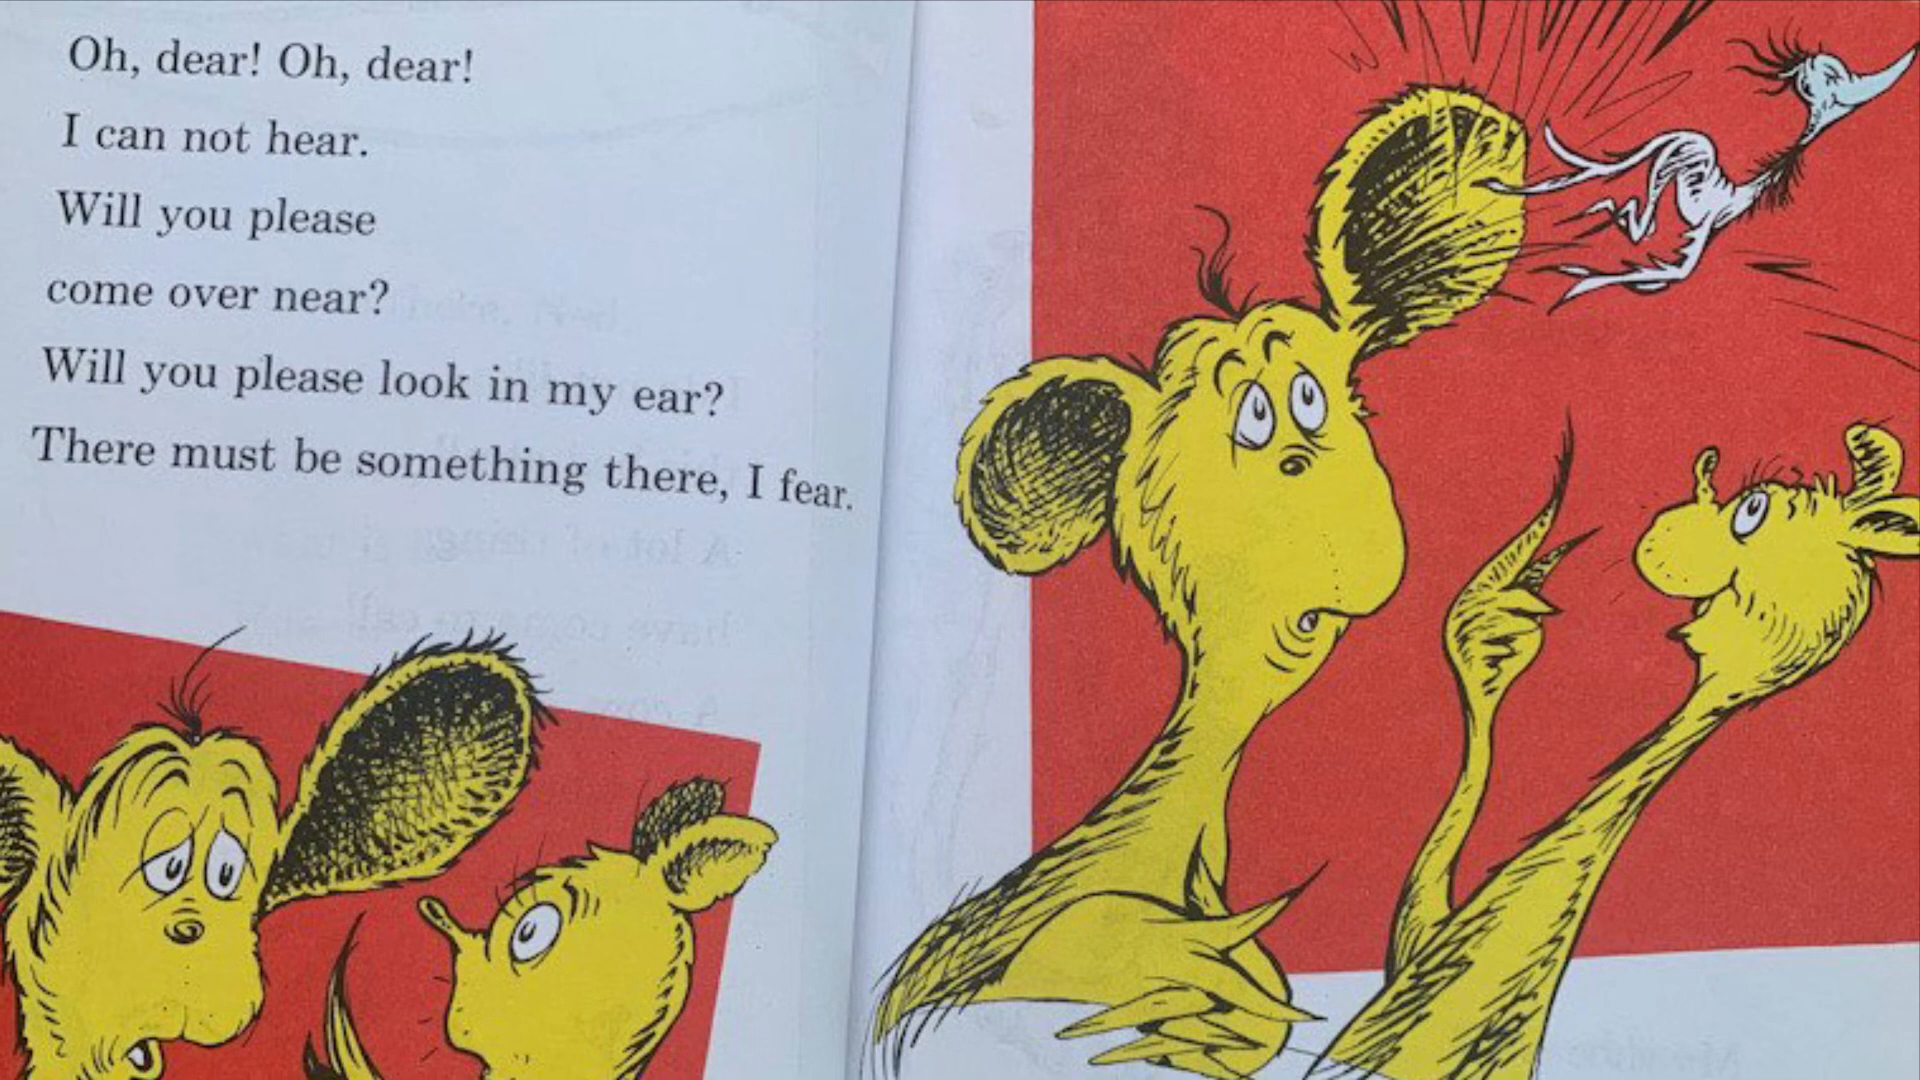 Oh, dear! Oh, dear!
I can not hear.
Will you please
come over near?
Will you please look in my ear?
There must be something there, I fear.